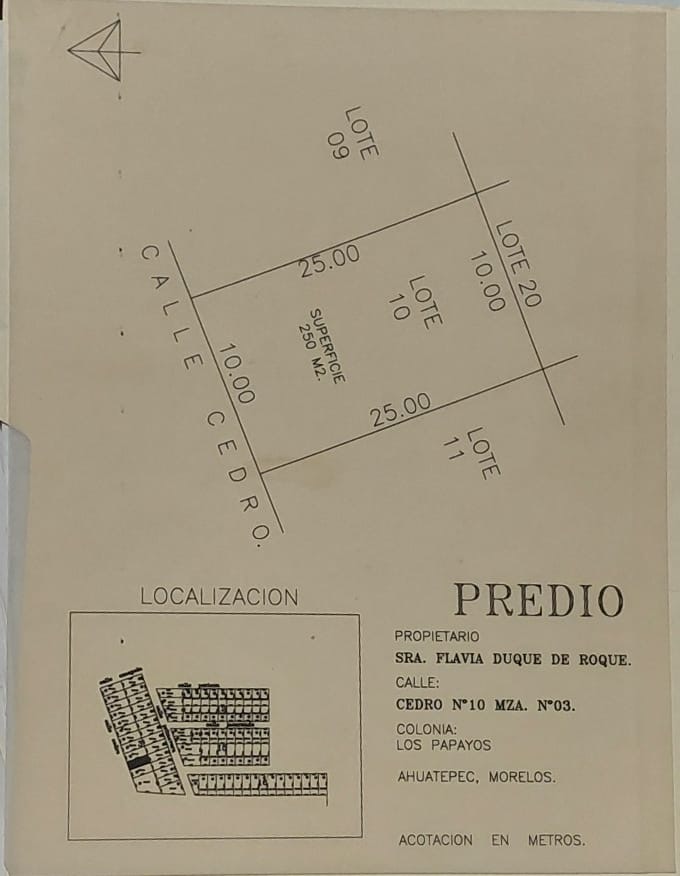 LOTE
09
25.00
LOTE 20
10.00
LOTE
10
SUPERFICIE
250 M2.
CALLE CEDRO.
10.00
25.00
LOTE
11
LOCALIZACION
PREDIO
PROPIETARIO
SRA. FLAVIA DUQUE DE ROQUE.
CALLE:
CEDRO N°10 MZA. N°03.
COLONIA:
LOS PAPAYOS
AHUATEPEC, MORELOS.
ACOTACION EN METROS.